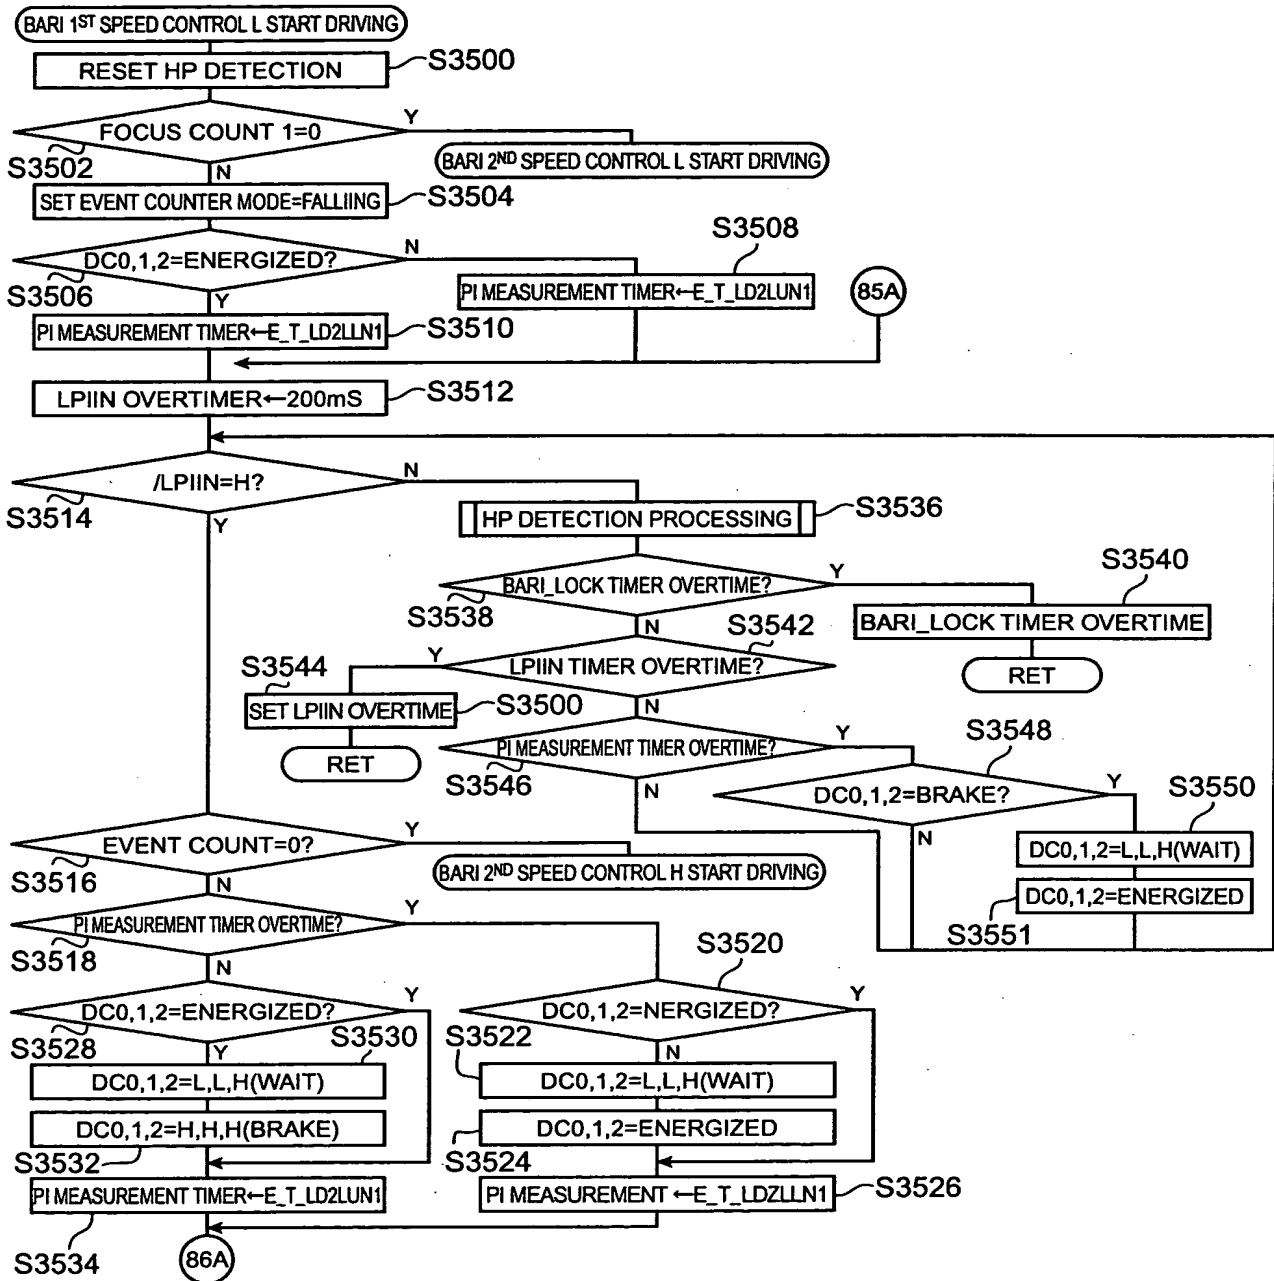 BARI 1ST SPEED CONTROL L START DRIVING
RESET HP DETECTION
S3500
FOCUS COUNT 1=0
Y
S3502
N
BARI 2ND SPEED CONTROL L START DRIVING
SET EVENT COUNTER MODE=FALLIING
S3504
DC0,1,2=ENERGIZED?
N
S3508
S3506
Y
PI MEASUREMENT TIMER←E_T_LD2LUN1
85A
PI MEASUREMENT TIMER←E_T_LD2LLN1
S3510
LPIIN OVERTIMER←200mS
S3512
/LPIIN=H?
N
S3514
Y
HP DETECTION PROCESSING
S3536
BARI_LOCK TIMER OVERTIME?
Y
S3540
S3538
N
BARI_LOCK TIMER OVERTIME
RET
S3542
LPIIN TIMER OVERTIME?
Y
S3544
N
SET LPIIN OVERTIME
S3500
RET
PI MEASUREMENT TIMER OVERTIME?
Y
S3546
N
S3548
DC0,1,2=BRAKE?
Y
N
S3550
DC0,1,2=L,L,H(WAIT)
DC0,1,2=ENERGIZED
S3551
EVENT COUNT=0?
Y
S3516
N
BARI 2ND SPEED CONTROL H START DRIVING
PI MEASUREMENT TIMER OVERTIME?
Y
S3518
N
S3520
DC0,1,2=ENERGIZED?
Y
S3528
Y
S3530
DC0,1,2=NERGIZED?
Y
S3522
N
DC0,1,2=L,L,H(WAIT)
DC0,1,2=L,L,H(WAIT)
DC0,1,2=H,H,H(BRAKE)
S3532
DC0,1,2=ENERGIZED
S3524
PI MEASUREMENT TIMER←E_T_LD2LUN1
S3534
PI MEASUREMENT ←E_T_LDZLLN1
S3526
86A